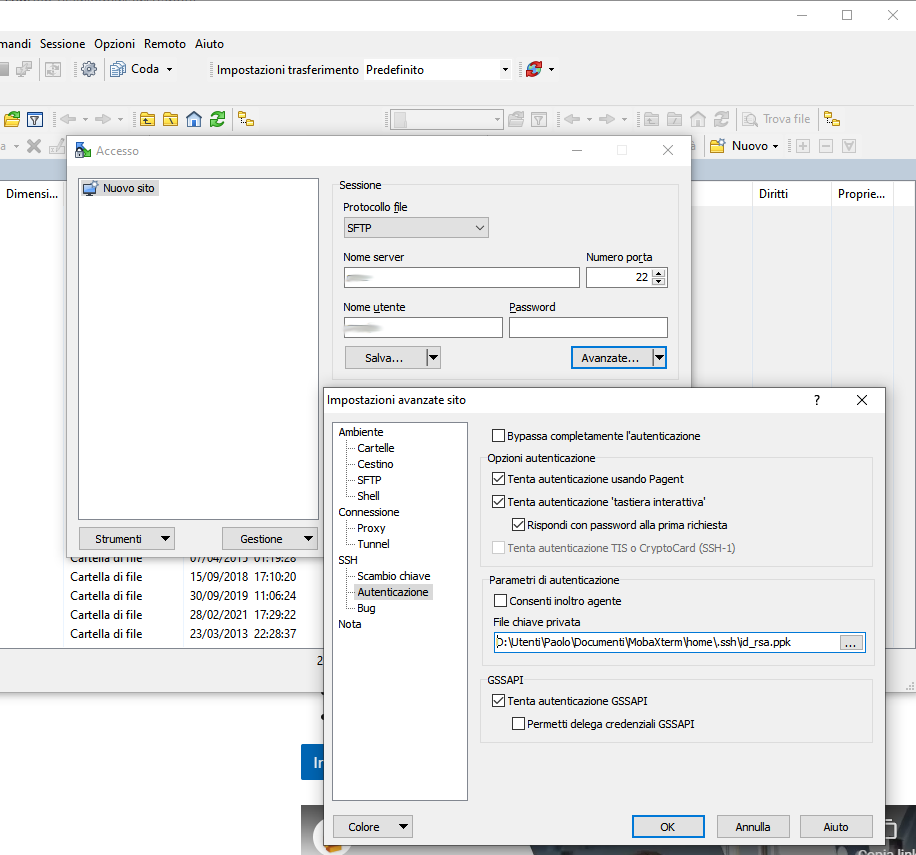 mandi Sessione Opzioni Remoto Aiuto
Coda Impostazioni trasferimento Predefinito
Trova file
Nuovo
Dimensi... Diritti Proprie...
Accesso
Nuovo sito
Sessione
Protocollo file
SFTP
Nome server Numero porta
22
Nome utente Password
Salva... Avanzate...
Strumenti Gestione
Cartella di file 07/04/2015 01:19:28
Cartella di file 15/09/2018 17:10:20
Cartella di file 30/09/2019 11:06:24
Cartella di file 28/02/2021 17:29:22
Cartella di file 23/03/2013 22:28:37
2
Impostazioni avanzate sito
?
Ambiente
Cartelle
Cestino
SFTP
Shell
Connessione
Proxy
Tunnel
SSH
Scambio chiave
Autenticazione
Bug
Nota
Bypassa completamente l'autenticazione
Opzioni autenticazione
Tenta autenticazione usando Pagent
Tenta autenticazione 'tastiera interattiva'
Rispondi con password alla prima richiesta
Tenta autenticazione TIS o CryptoCard (SSH-1)
Parametri di autenticazione
Consenti inoltro agente
File chiave privata
D:\Utenti\Paolo\Documenti\MobaXterm\home\.ssh\id_rsa.ppk ...
GSSAPI
Tenta autenticazione GSSAPI
Permetti delega credenziali GSSAPI
Colore OK Annulla Aiuto